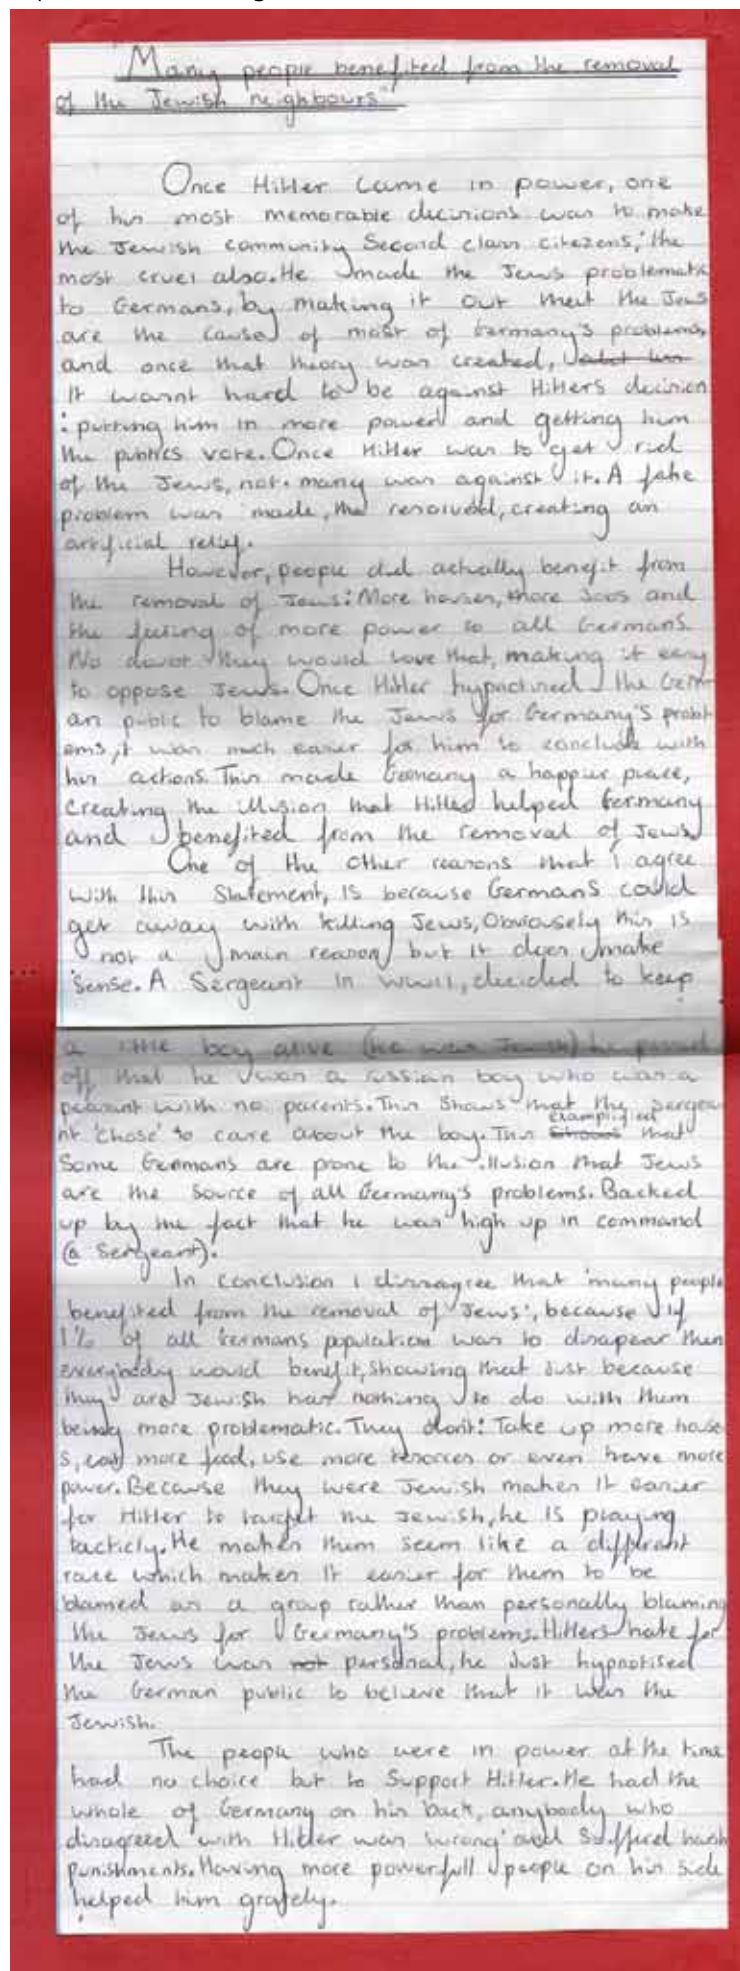 "Many people benefited from the removal
of the Jewish neighbours"
Once Hitler came in power, one
of his most memorable decisions was to make
the Jewish community Second class citezens, the
most cruel also. He made the Jews problematic
to Germans, by making it out that the Jews
are the cause of most of Germany's problems,
and once that theory was created,
It wasnt hard to be against Hitlers decision
: putting him in more power and getting him
the publics vote. Once Hitler was to get rid
of the Jews, not many was against it. A fake
problem was made, the resolved, creating an
artificial relief.
However, people did actually benefit from
the removal of Jews: More houses, more Jobs and
the feeling of more power to all Germans.
No doubt they would love that, making it easy
to oppose Jews. Once Hitler hypnotised the Germ-
an public to blame the Jews for Germany's probl-
ems, it was much easier for him to conclude with
his actions. This made Germany a happier place,
Creating the illusion that Hitler helped Germany
and benefited from the removal of Jews.
One of the other reasons that i agree
with this Statement, is because Germans could
get away with killing Jews, Obviousely this is
not a main reason but it does make
sense. A Sergeant in WWII, decided to keep
a little boy alive (he was Jewish) he passed
off that he was a russian boy who was a
peasant with no parents. This Shows that the sergea-
nt 'chose' to care about the boy. This examplified that
Some Germans are prone to the illusion that Jews
are the source of all Germany's problems. Backed
up by the fact that he was high up in command
(a Sergeant).
In conclusion I dissagree that 'many people
benefited from the removal of Jews', because if
1% of all Germans population was to disapear then
everybody would benefit, showing that Just because
they are Jewish has nothing to do with them
being more problematic. They don't: Take up more house
s, eat more food, use more resorces or even have more
power. Because they were Jewish makes it easier
for Hitler to target the Jewish, he is playing
tacticly. He makes them seem like a differant
race which makes it easier for them to be
blamed as a group rather than personally blaming
the Jews for Germany's problems. Hitlers hate for
the Jews was personal, he Just hypnotised
the German public to believe that it was the
Jewish.
The people who were in power at the time
had no choice but to Support Hitler. He had the
whole of Germany on his back, anybody who
disagreed with Hitler was 'wrong' and Suffered harsh
punishments. Having more powerfull people on his side
helped him grately.